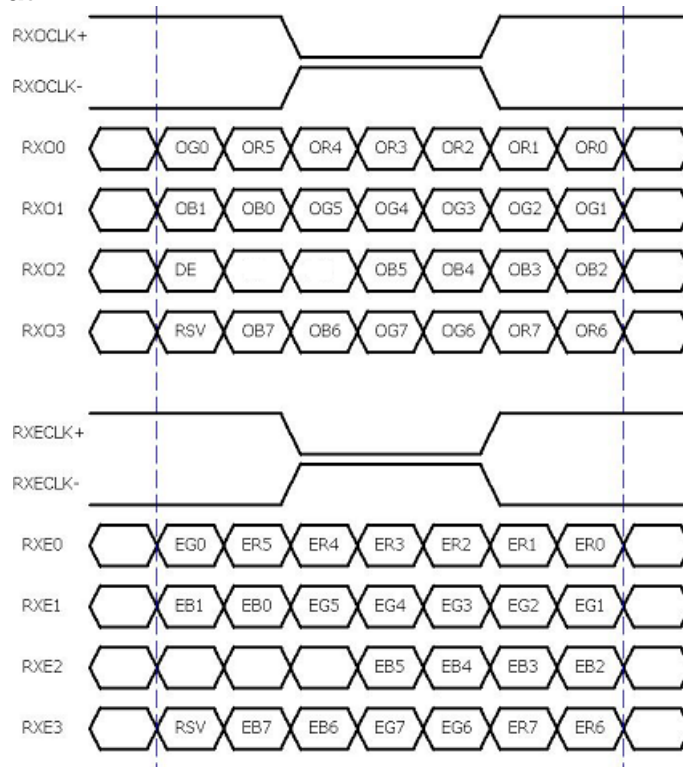 RXOCLK+
RXOCLK-
RXO0 OG0 OR5 OR4 OR3 OR2 OR1 OR0
RXO1 OB1 OB0 OG5 OG4 OG3 OG2 OG1
RXO2 DE OB5 OB4 OB3 OB2
RXO3 RSV OB7 OB6 OG7 OG6 OR7 OR6
RXECLK+
RXECLK-
RXE0 EG0 ER5 ER4 ER3 ER2 ER1 ER0
RXE1 EB1 EB0 EG5 EG4 EG3 EG2 EG1
RXE2 EB5 EB4 EB3 EB2
RXE3 RSV EB7 EB6 EG7 EG6 ER7 ER6